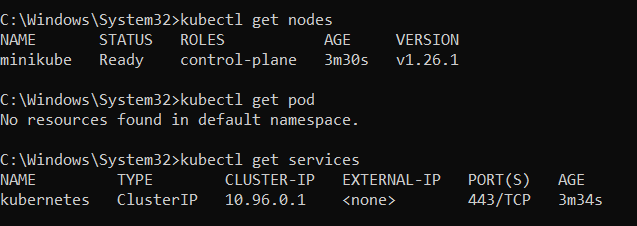 C:\Windows\System32>kubectl get nodes
NAME       STATUS   ROLES           AGE     VERSION
minikube   Ready    control-plane   3m30s   v1.26.1
C:\Windows\System32>kubectl get pod
No resources found in default namespace.
C:\Windows\System32>kubectl get services
NAME         TYPE        CLUSTER-IP   EXTERNAL-IP   PORT(S)   AGE
kubernetes   ClusterIP   10.96.0.1    <none>        443/TCP   3m34s